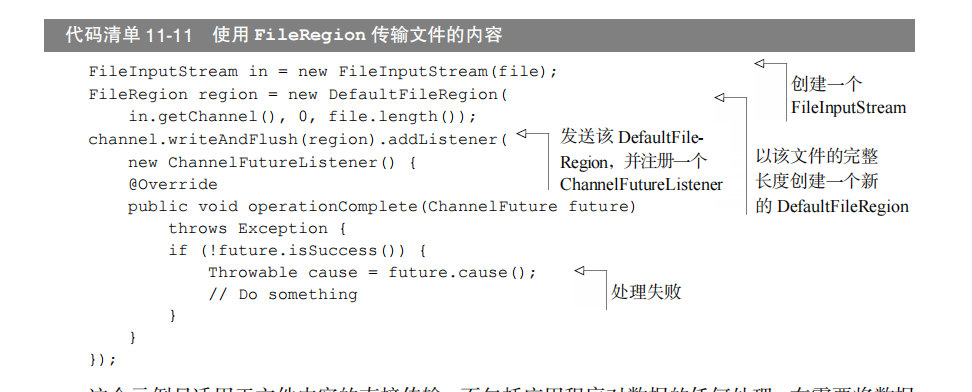 代码清单 11-11 使用 FileRegion 传输文件的内容
FileInputStream in = new FileInputStream(file);
FileRegion region = new DefaultFileRegion(
in.getChannel(), 0, file.length());
channel.writeAndFlush(region).addListener(
new ChannelFutureListener() {
@Override
public void operationComplete(ChannelFuture future)
throws Exception {
if (!future.isSuccess()) {
Throwable cause = future.cause();
// Do something
}
}
});
创建一个
FileInputStream
发送该 DefaultFile-
Region，并注册一个
ChannelFutureListener
以该文件的完整
长度创建一个新
的 DefaultFileRegion
处理失败